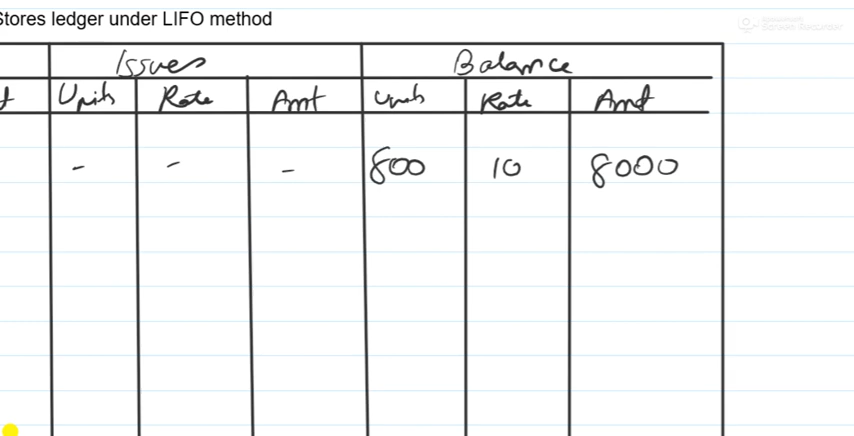 Stores ledger under LIFO method
Issues Balance
Units Rate Amt Units Rate Amt
- - - 800 10 8000